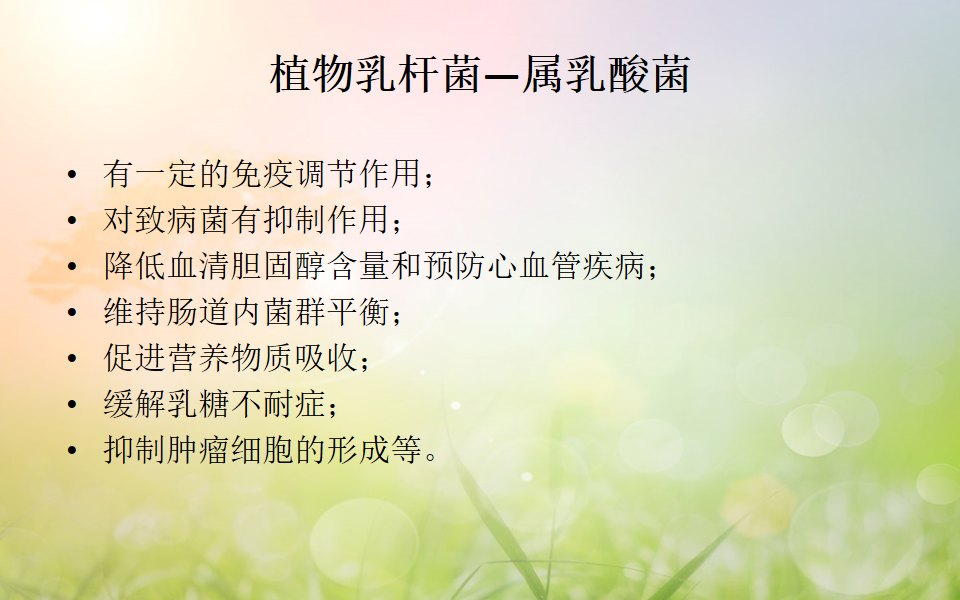 植物乳杆菌—属乳酸菌
• 有一定的免疫调节作用；
• 对致病菌有抑制作用；
• 降低血清胆固醇含量和预防心血管疾病；
• 维持肠道内菌群平衡；
• 促进营养物质吸收；
• 缓解乳糖不耐症；
• 抑制肿瘤细胞的形成等。